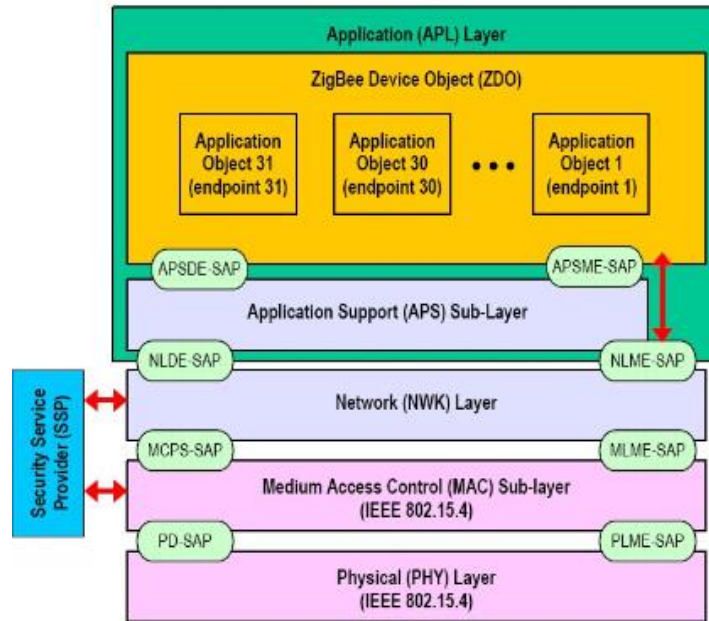 Application (APL) Layer
ZigBee Device Object (ZDO)
Application
Object 31
(endpoint 31)
Application
Object 30
(endpoint 30)
• • •
Application
Object 1
(endpoint 1)
APSDE-SAP
APSME-SAP
Application Support (APS) Sub-Layer
NLDE-SAP
NLME-SAP
Security Service
Provider (SSP)
Network (NWK) Layer
MCPS-SAP
MLME-SAP
Medium Access Control (MAC) Sub-layer
(IEEE 802.15.4)
PD-SAP
PLME-SAP
Physical (PHY) Layer
(IEEE 802.15.4)